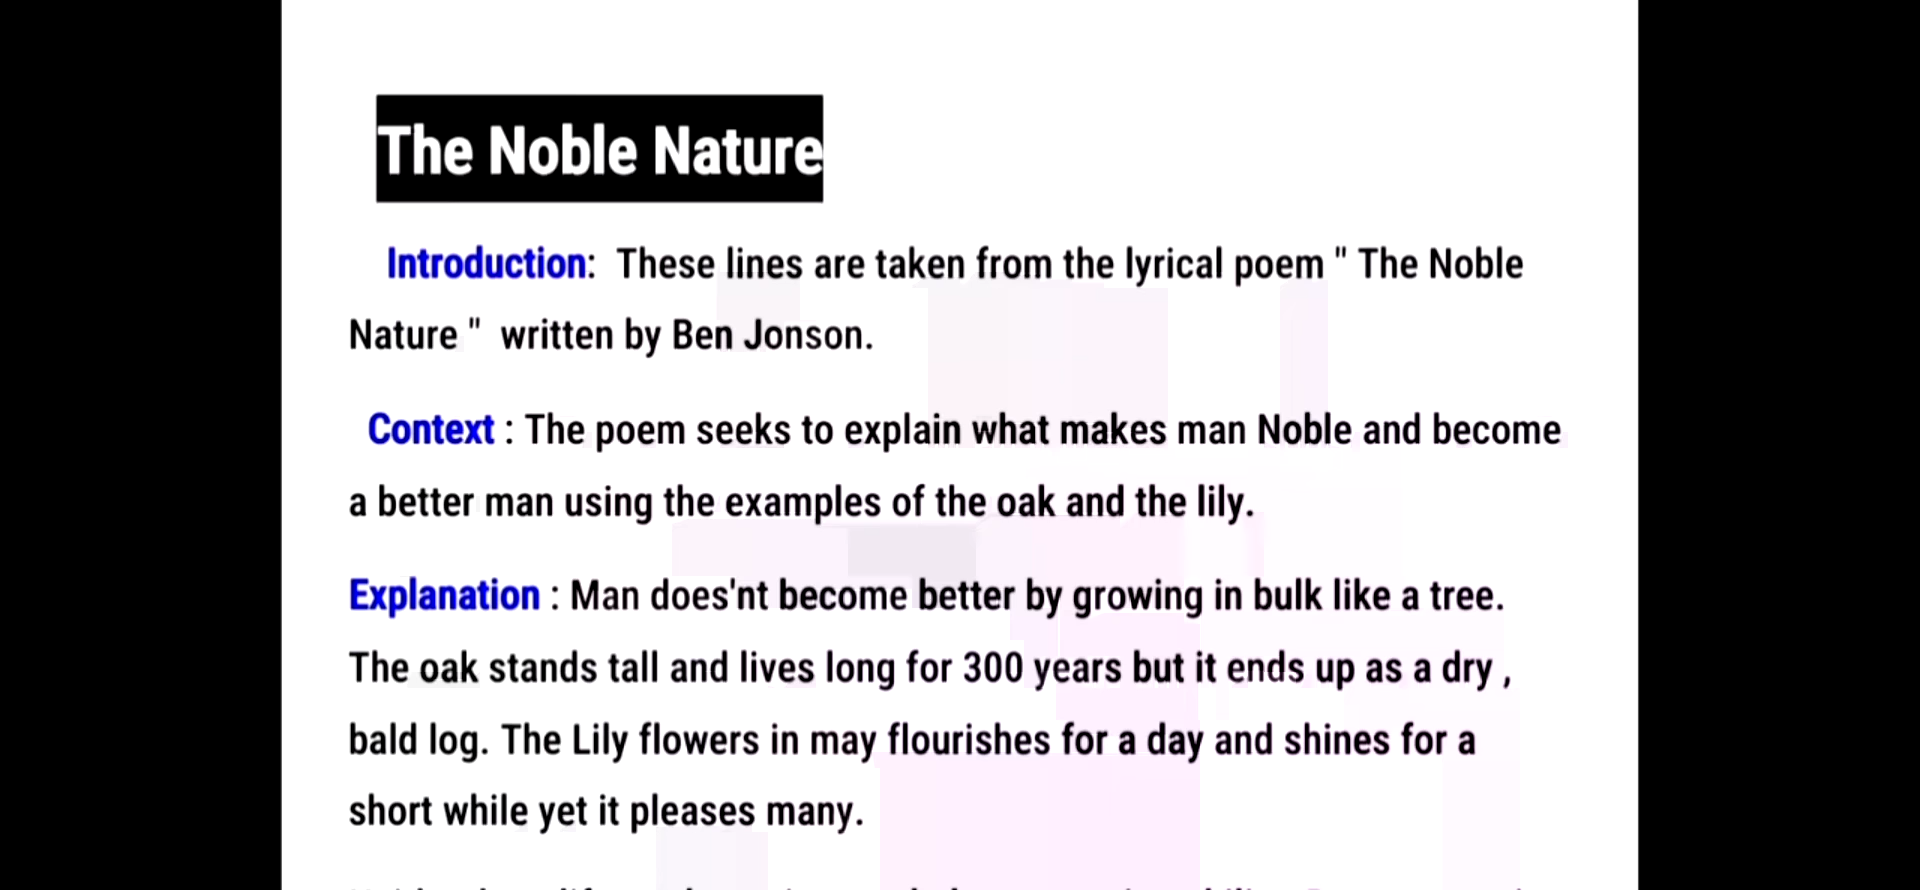 The Noble Nature
Introduction: These lines are taken from the lyrical poem " The Noble
Nature " written by Ben Jonson.
Context : The poem seeks to explain what makes man Noble and become
a better man using the examples of the oak and the lily.
Explanation : Man does'nt become better by growing in bulk like a tree.
The oak stands tall and lives long for 300 years but it ends up as a dry ,
bald log. The Lily flowers in may flourishes for a day and shines for a
short while yet it pleases many.